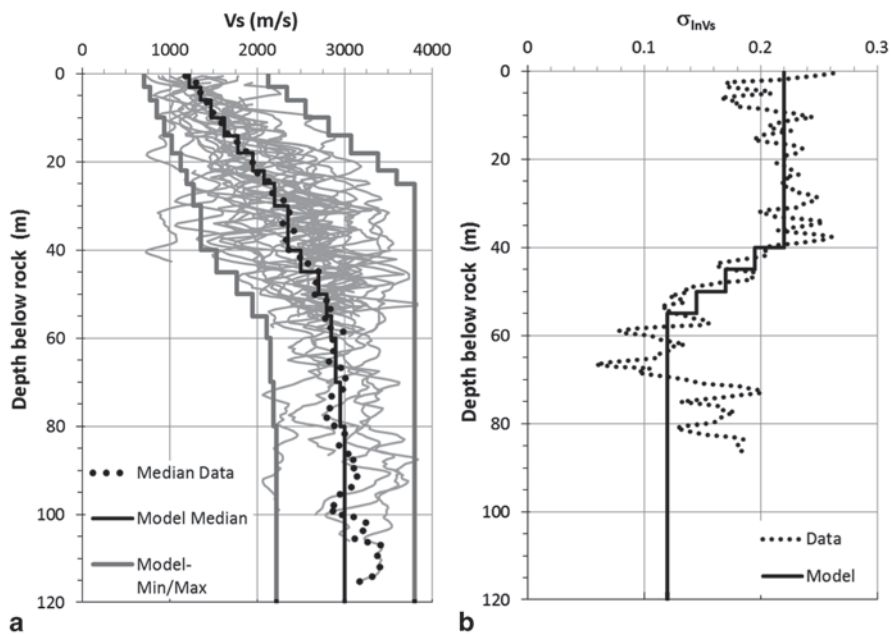 Vs (m/s)
0 1000 2000 3000 4000
0
20
40
60
80
100
120
Depth below rock (m)
Median Data
Model Median
Model-
Min/Max
a
σlnVs
0 0.1 0.2 0.3
0
20
40
60
80
100
120
Depth below rock (m)
Data
Model
b